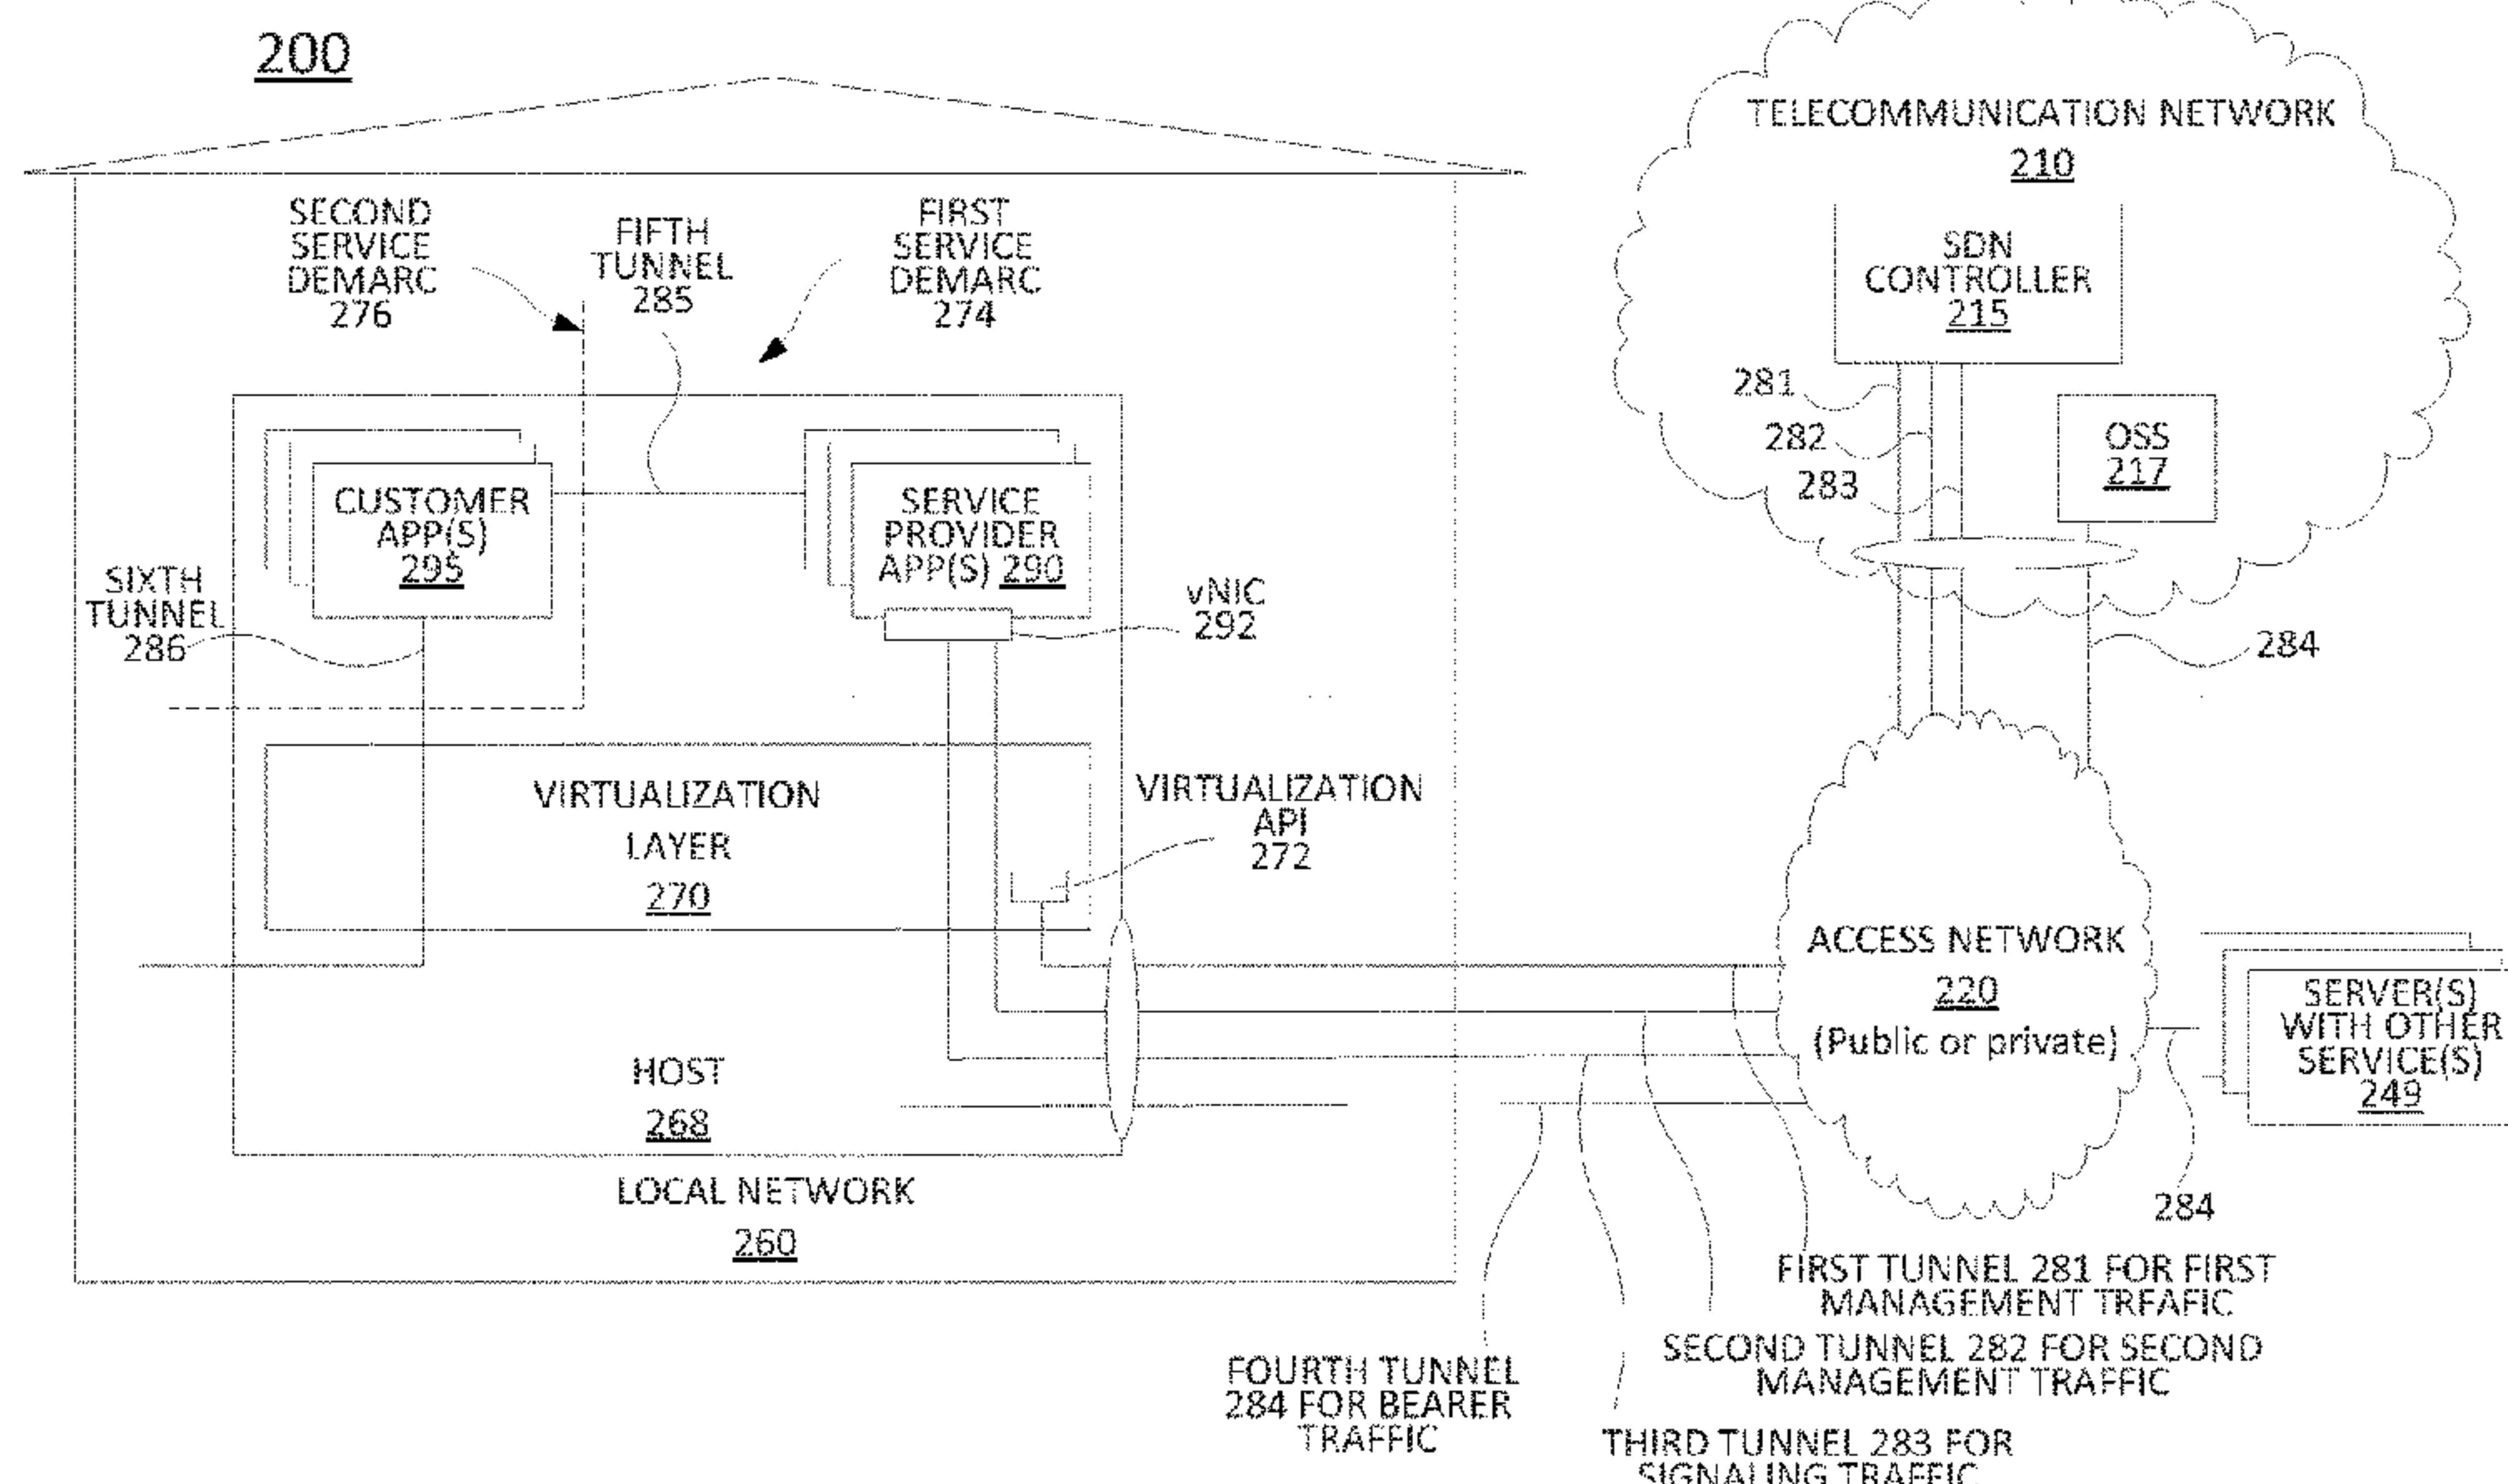 200
TELECOMMUNICATION NETWORK
210
SDN
CONTROLLER
215
281
282
283
OSS
217
284
SECOND
SERVICE
DEMARC
276
FIFTH
TUNNEL
285
FIRST
SERVICE
DEMARC
274
CUSTOMER
APP(S)
295
SERVICE
PROVIDER
APP(S) 290
SIXTH
TUNNEL
286
vNIC
292
VIRTUALIZATION
LAYER
270
VIRTUALIZATION
API
272
HOST
268
LOCAL NETWORK
260
ACCESS NETWORK
220
(Public or private)
SERVER(S)
WITH OTHER
SERVICE(S)
249
284
FIRST TUNNEL 281 FOR FIRST
MANAGEMENT TRFAFIC
SECOND TUNNEL 282 FOR SECOND
MANAGEMENT TRAFFIC
FOURTH TUNNEL
284 FOR BEARER
TRAFFIC
THIRD TUNNEL 283 FOR
SIGNALING TRAFFIC